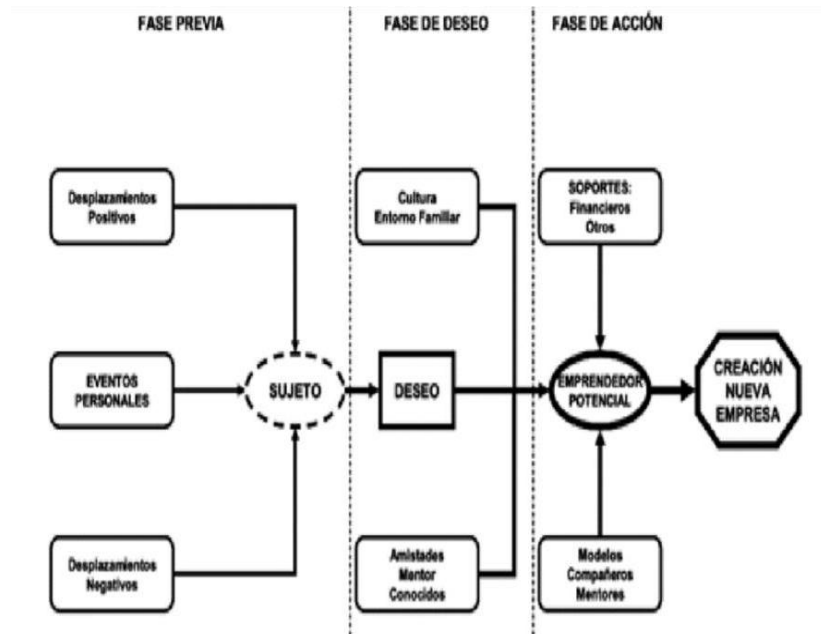 FASE PREVIA
FASE DE DESEO
FASE DE ACCIÓN
Desplazamientos
Positivos
Cultura
Entorno Familiar
SOPORTES:
Financieros
Otros
EVENTOS
PERSONALES
SUJETO
DESEO
EMPRENDEDOR
POTENCIAL
CREACIÓN
NUEVA
EMPRESA
Desplazamientos
Negativos
Amistades
Mentor
Conocidos
Modelos
Compañeros
Mentores